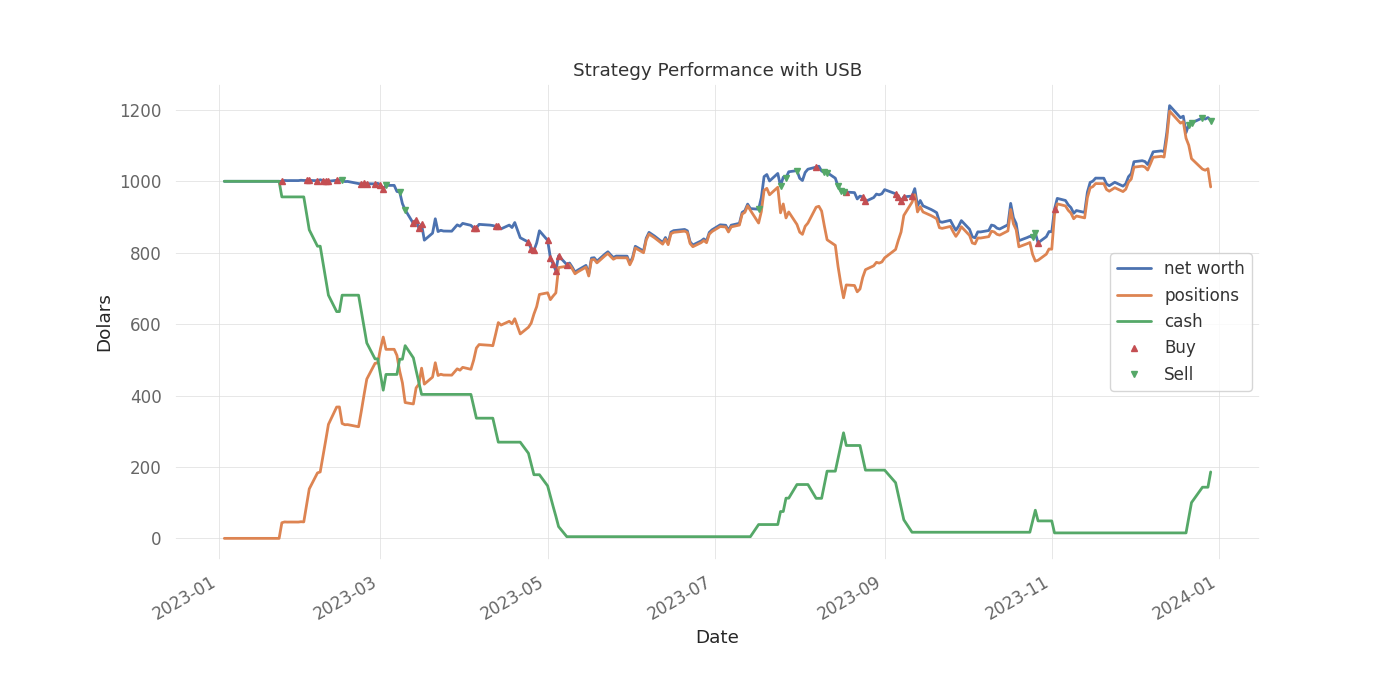 Strategy Performance with USB
1200
1000
800
600
400
200
0
Dolars
net worth
positions
cash
Buy
Sell
2023-01
2023-03
2023-05
2023-07
2023-09
2023-11
2024-01
Date